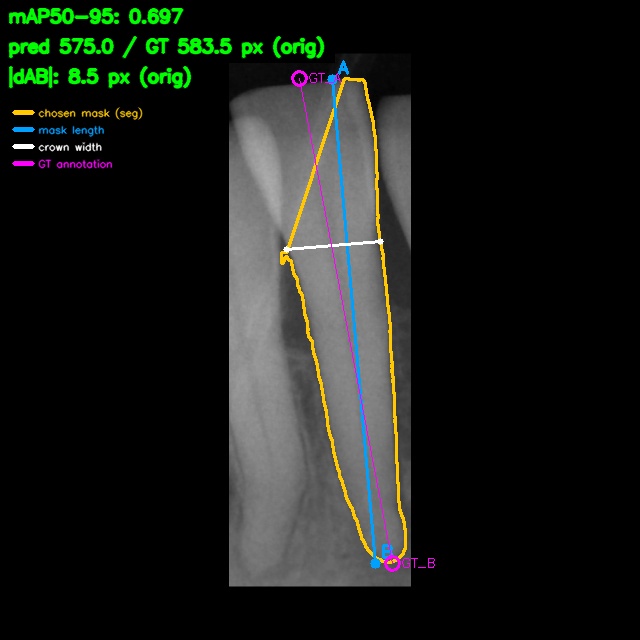 mAP50-95: 0.697
pred 575.0 / GT 583.5 px (orig)
|dAB|: 8.5 px (orig)
chosen mask (seg)
mask length
crown width
GT annotation
A
B
GT_B